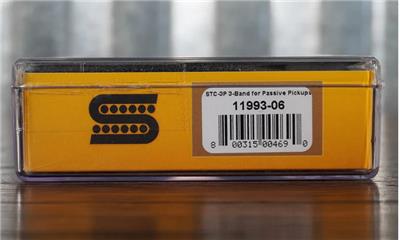 STC-3P 3-Band for Passive Pickups
11993-06
8 00315 00469 0